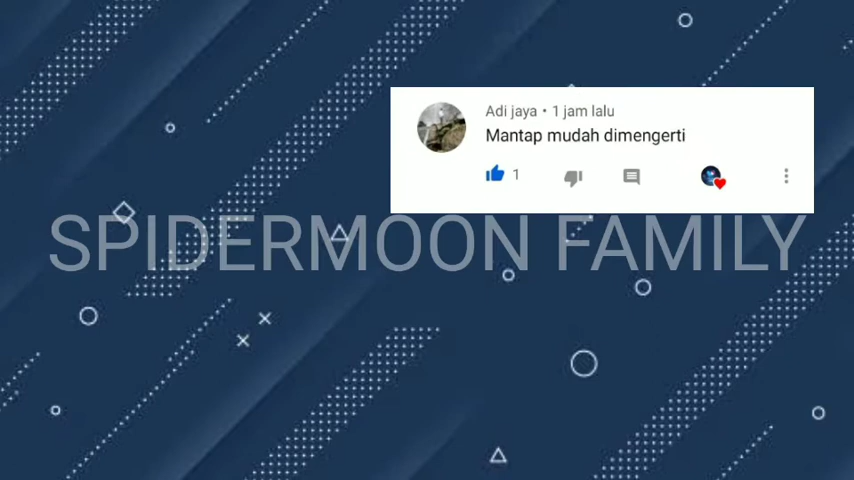 Adi jaya • 1 jam lalu
Mantap mudah dimengerti
1
SPIDERMOON FAMILY